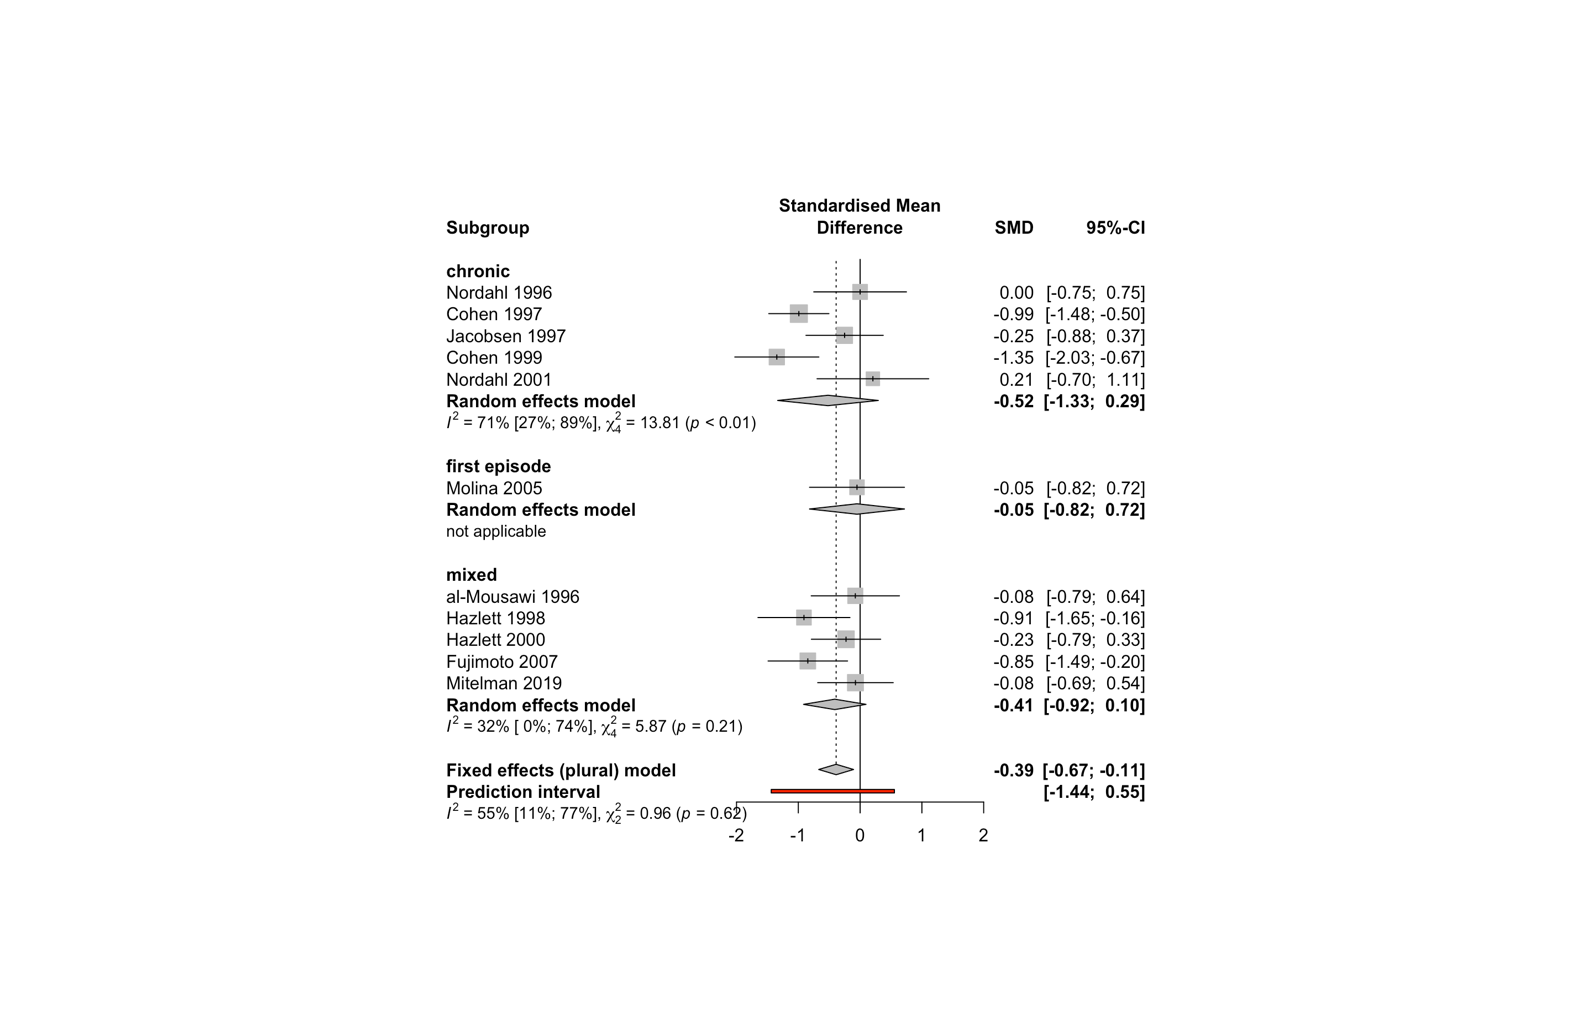 Standardised Mean
Subgroup Difference SMD 95%-CI
chronic
Nordahl 1996 0.00 [-0.75; 0.75]
Cohen 1997 -0.99 [-1.48; -0.50]
Jacobsen 1997 -0.25 [-0.88; 0.37]
Cohen 1999 -1.35 [-2.03; -0.67]
Nordahl 2001 0.21 [-0.70; 1.11]
Random effects model -0.52 [-1.33; 0.29]
I² = 71% [27%; 89%], χ²₄ = 13.81 (p < 0.01)
first episode
Molina 2005 -0.05 [-0.82; 0.72]
Random effects model -0.05 [-0.82; 0.72]
not applicable
mixed
al-Mousawi 1996 -0.08 [-0.79; 0.64]
Hazlett 1998 -0.91 [-1.65; -0.16]
Hazlett 2000 -0.23 [-0.79; 0.33]
Fujimoto 2007 -0.85 [-1.49; -0.20]
Mitelman 2019 -0.08 [-0.69; 0.54]
Random effects model -0.41 [-0.92; 0.10]
I² = 32% [ 0%; 74%], χ²₄ = 5.87 (p = 0.21)
Fixed effects (plural) model -0.39 [-0.67; -0.11]
Prediction interval [-1.44; 0.55]
I² = 55% [11%; 77%], χ²₂ = 0.96 (p = 0.62)
-2 -1 0 1 2